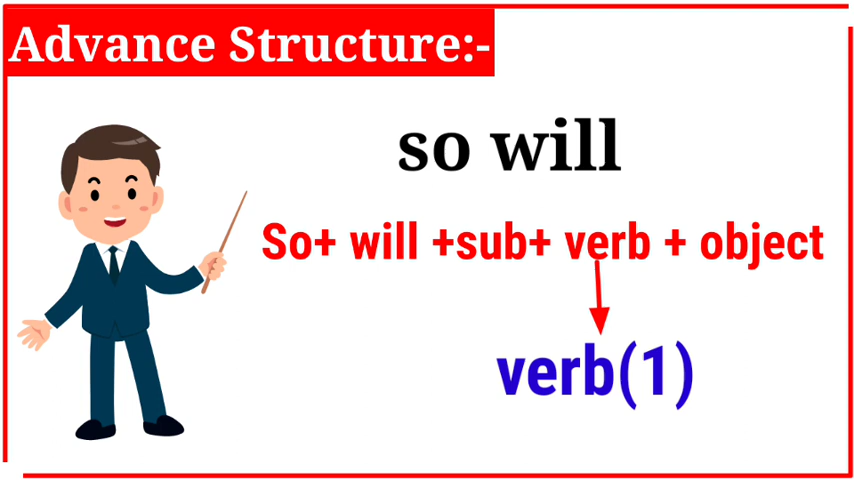 Advance Structure:-
so will
So+ will +sub+ verb + object
verb(1)